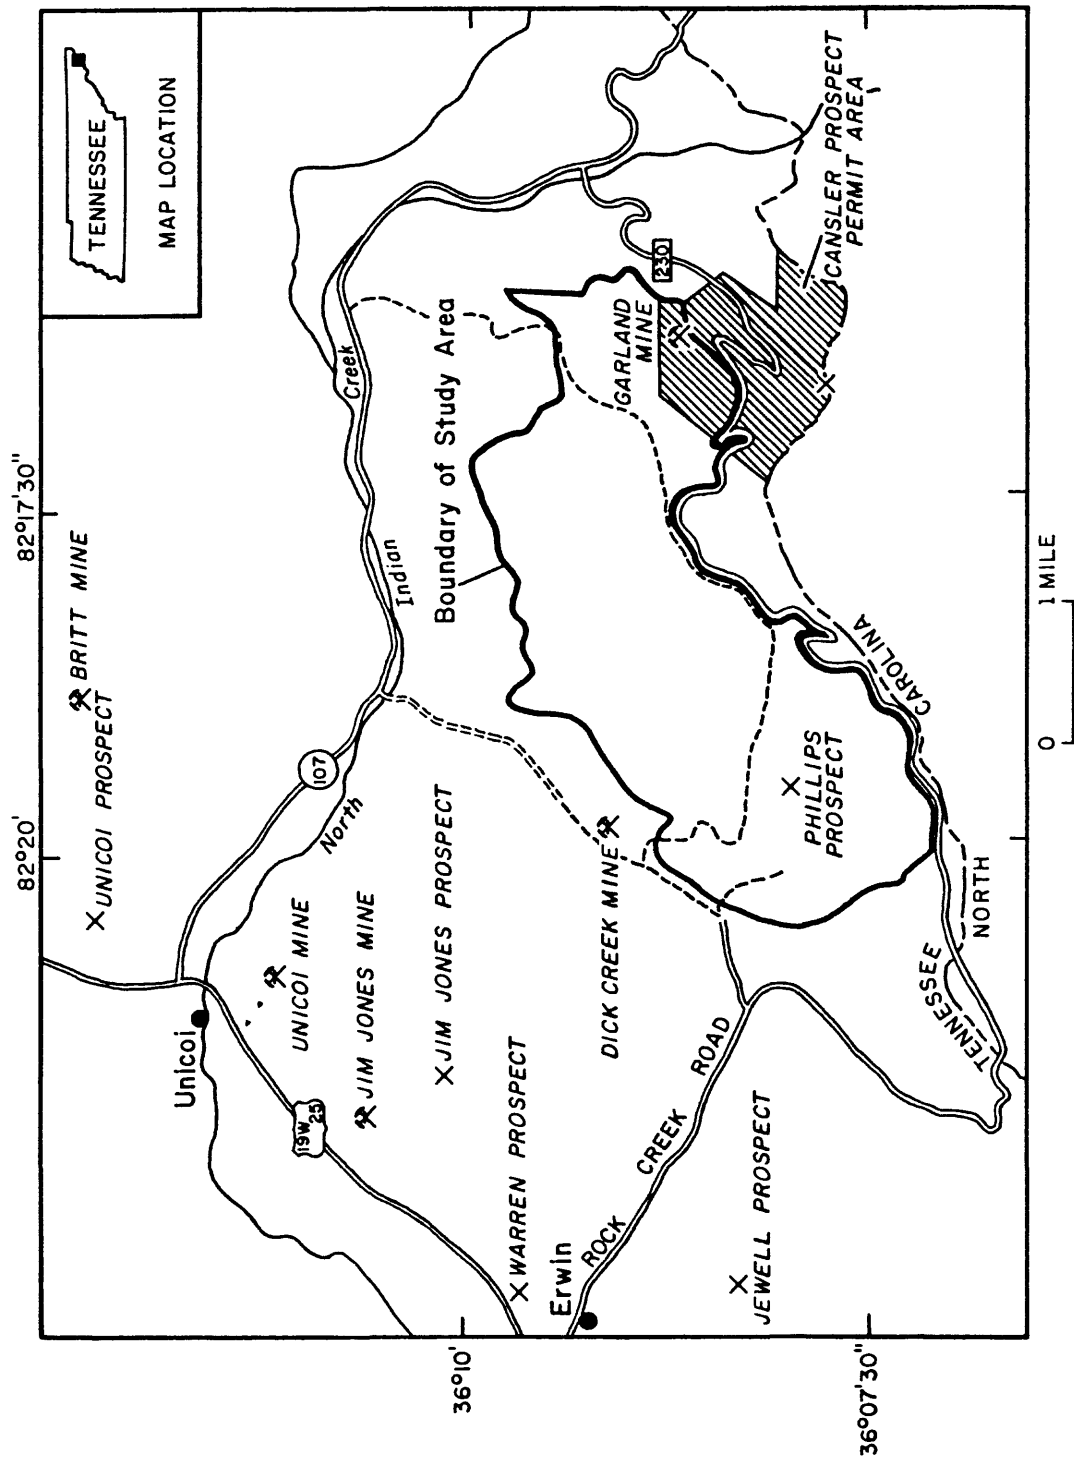 TENNESSEE
MAP LOCATION
82°17'30"
82°20'
36°10'
36°07'30"
BRITT MINE
UNICOI PROSPECT
107
North
Indian
Creek
Unicoi
UNICOI MINE
JIM JONES MINE
JIM JONES PROSPECT
19W
25
WARREN PROSPECT
Erwin
ROCK
CREEK
ROAD
JEWELL PROSPECT
DICK CREEK MINE
Boundary of Study Area
GARLAND
MINE
230
CANSLER PROSPECT
PERMIT AREA
PHILLIPS
PROSPECT
TENNESSEE
NORTH
CAROLINA
0
1 MILE